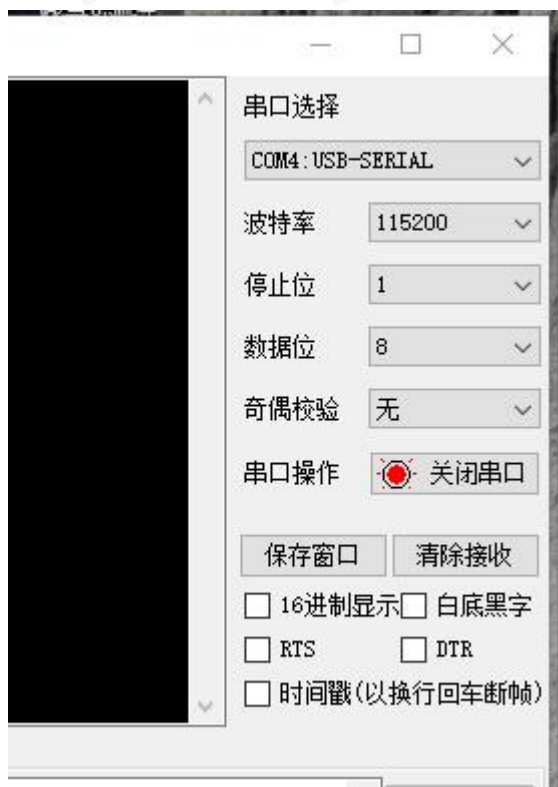 串口选择
COM4:USB-SERIAL
波特率 115200
停止位 1
数据位 8
奇偶校验 无
串口操作 关闭串口
保存窗口 清除接收
16进制显示 白底黑字
RTS DTR
时间戳(以换行回车断帧)